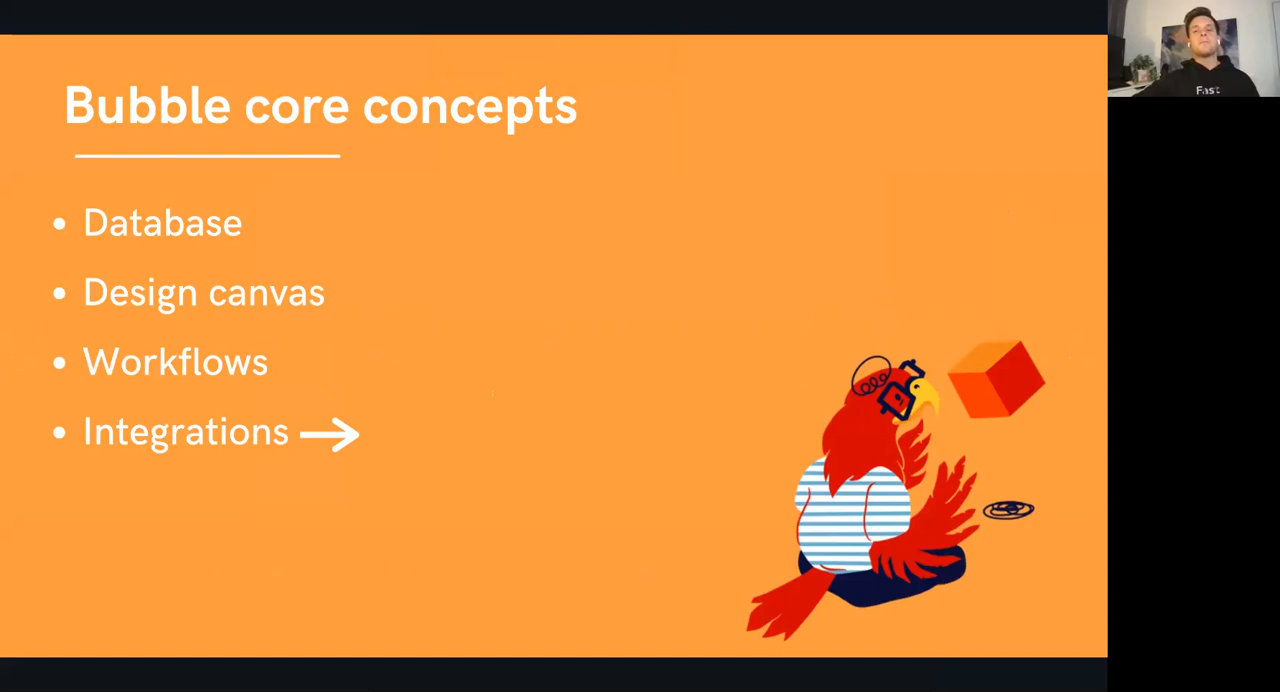 Bubble core concepts
Database
Design canvas
Workflows
Integrations
Fast